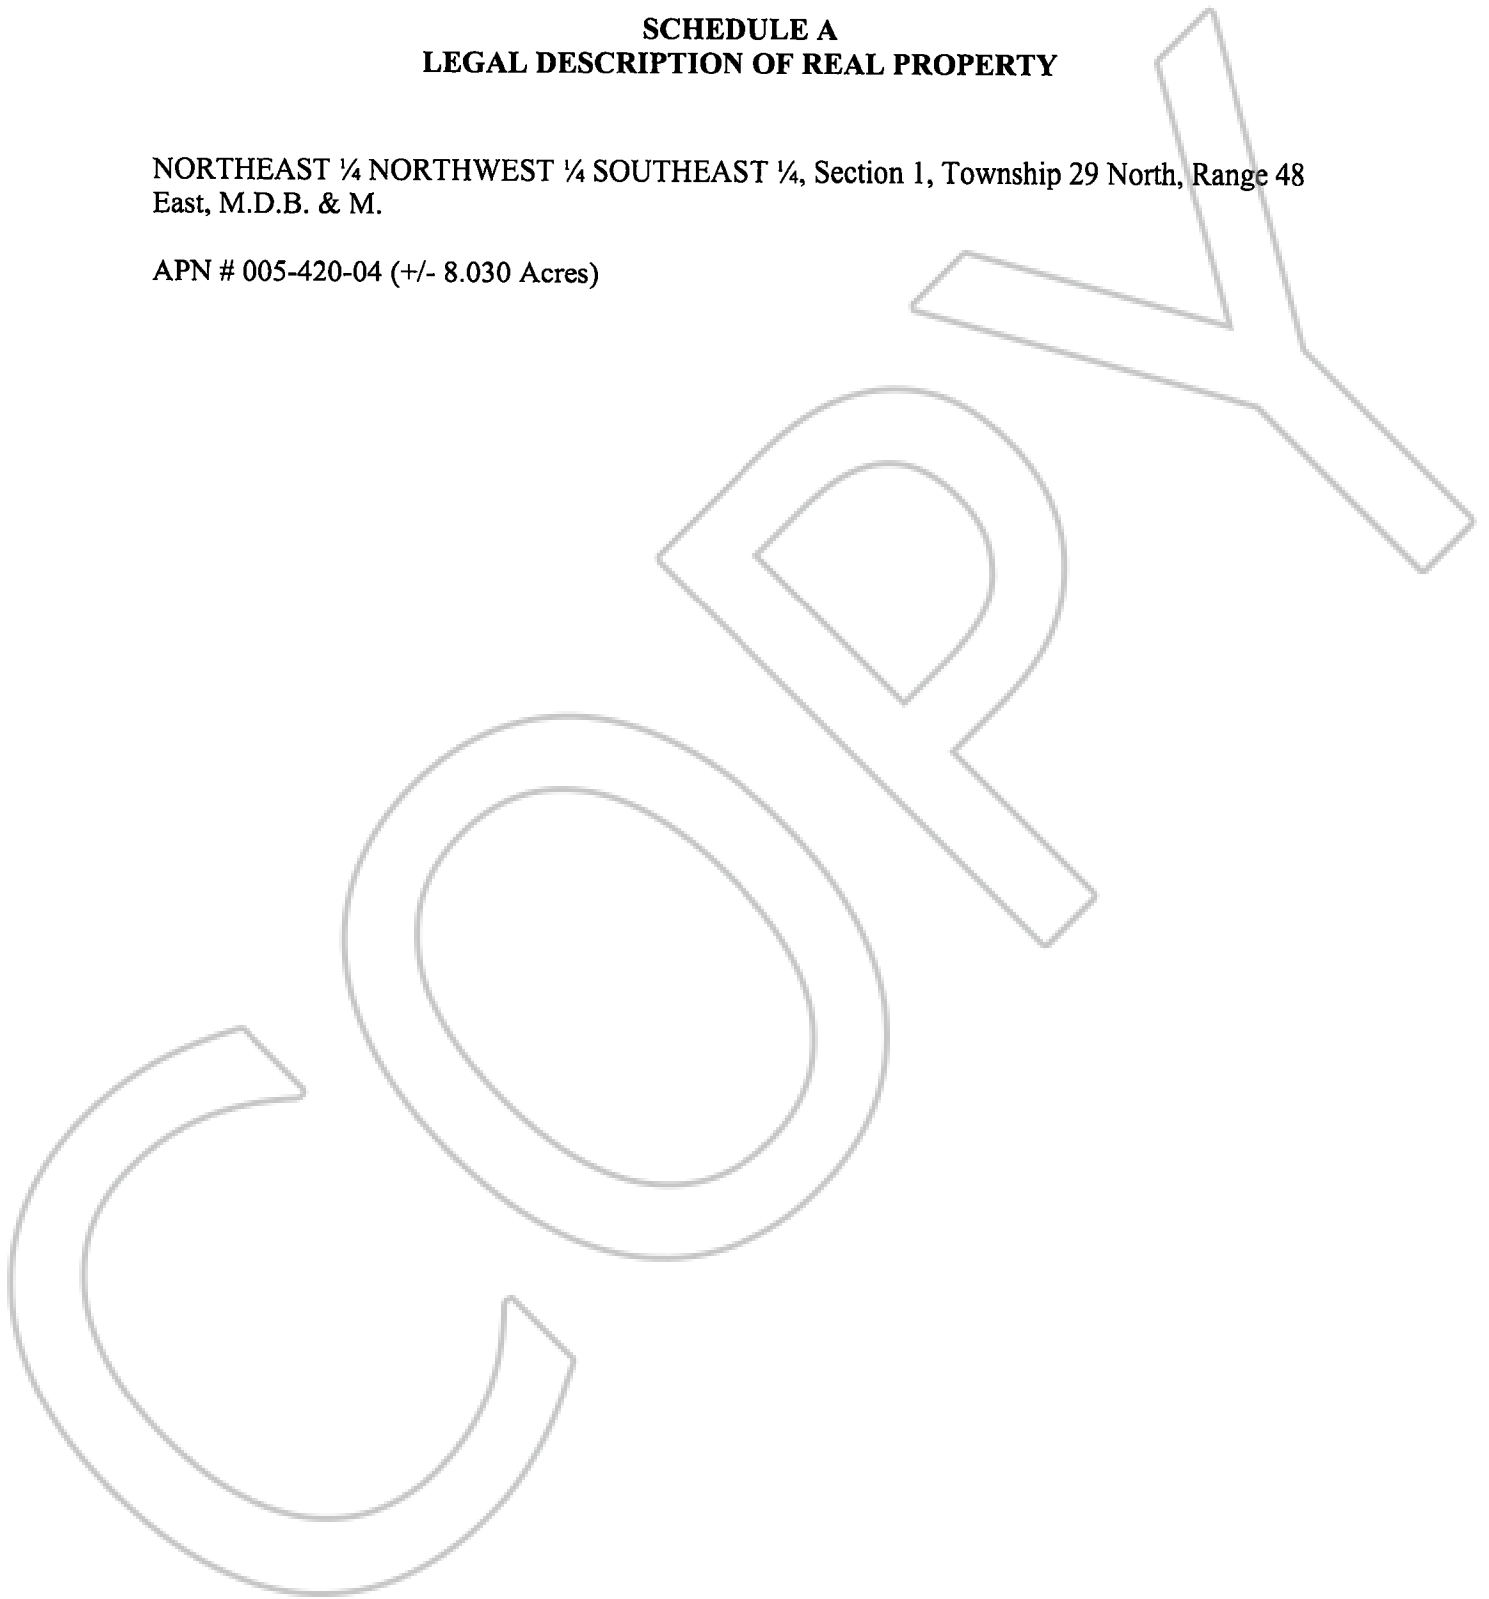 SCHEDULE A
LEGAL DESCRIPTION OF REAL PROPERTY
NORTHEAST ¼ NORTHWEST ¼ SOUTHEAST ¼, Section 1, Township 29 North, Range 48
East, M.D.B. & M.
APN # 005-420-04 (+/- 8.030 Acres)
COPY